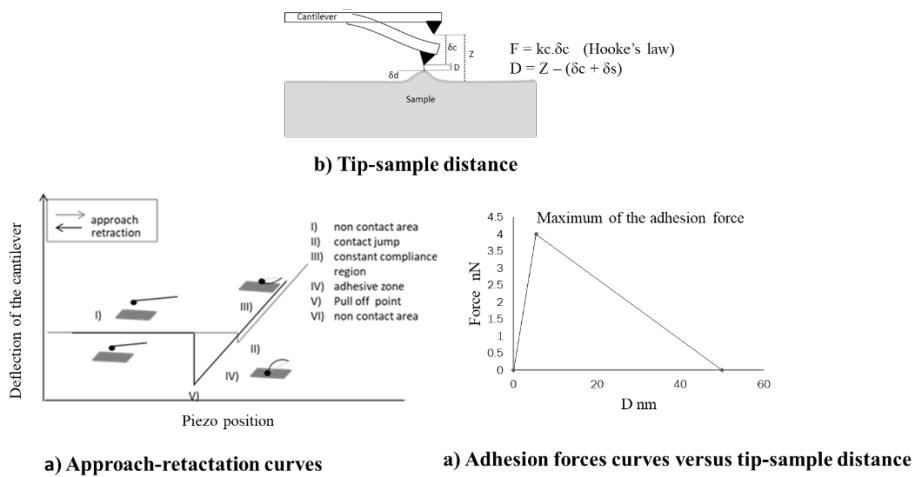 Cantilever
δc
Z
D
δd
Sample
F = kc.δc (Hooke’s law)
D = Z – (δc + δs)
b) Tip-sample distance
Deflection of the cantilever
approach
retraction
I)
III)
II)
IV)
V)
Piezo position
I) non contact area
II) contact jump
III) constant compliance
region
IV) adhesive zone
V) Pull off point
VI) non contact area
a) Approach-retactation curves
Maximum of the adhesion force
Force nN
4.5
4
3.5
3
2.5
2
1.5
1
0.5
0
0 20 40 60
D nm
a) Adhesion forces curves versus tip-sample distance